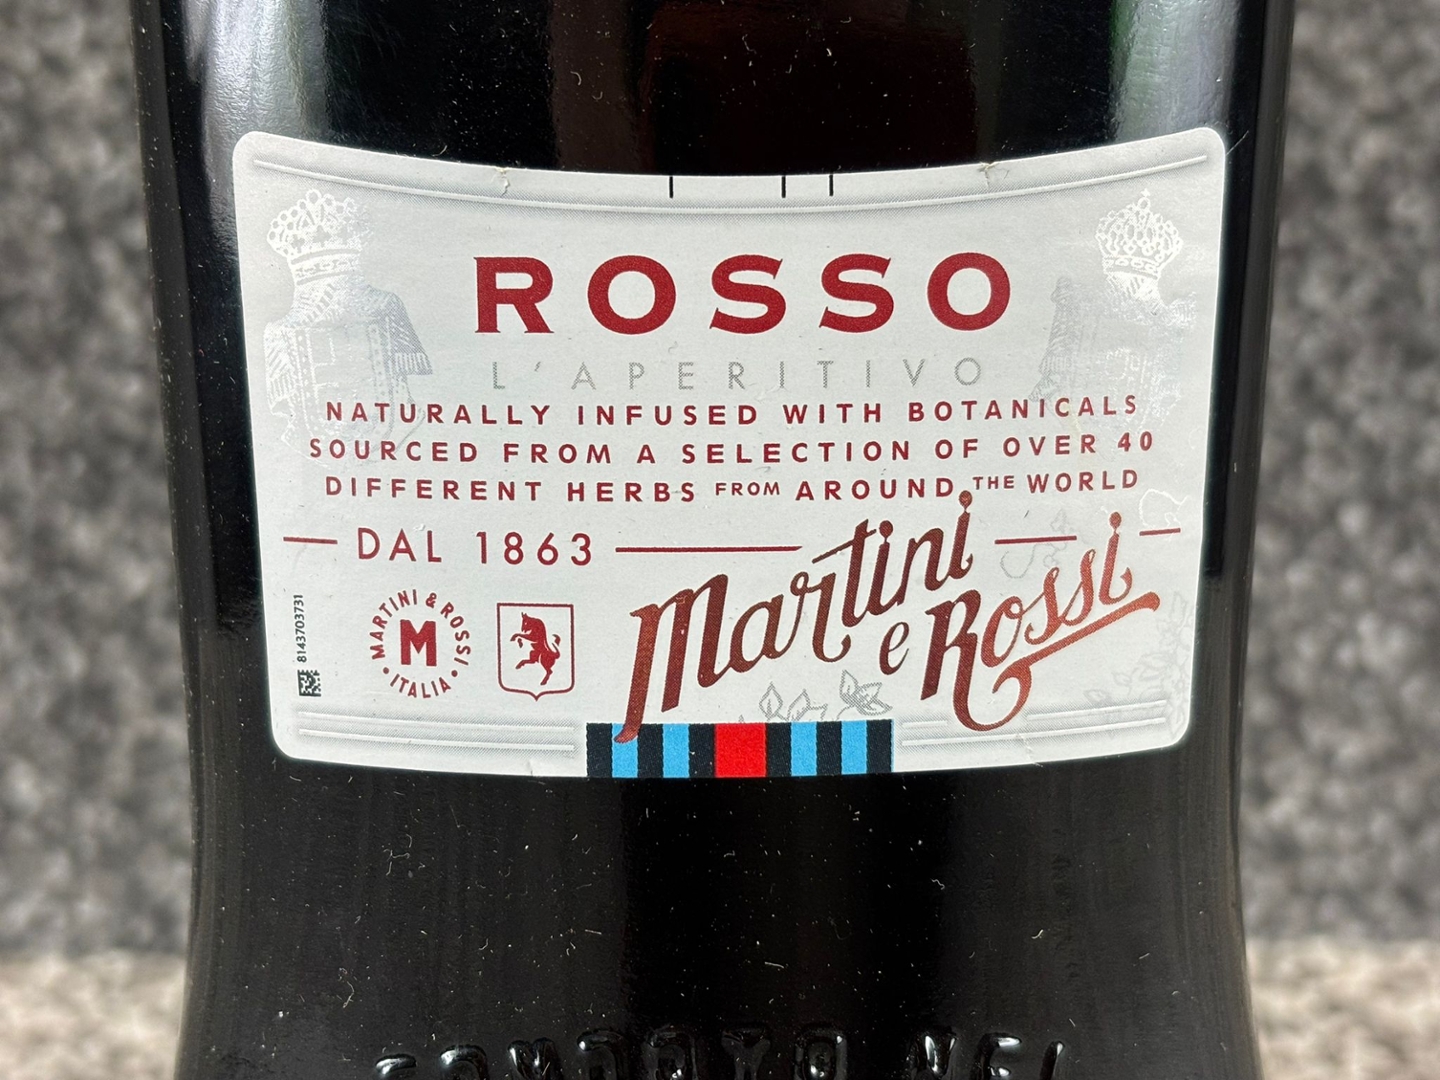 ROSSO
L'APERITIVO
NATURALLY INFUSED WITH BOTANICALS
SOURCED FROM A SELECTION OF OVER 40
DIFFERENT HERBS FROM AROUND THE WORLD
DAL 1863
Martini
e Rossi
8143703731
MARTINI & ROSSI
M
ITALIA